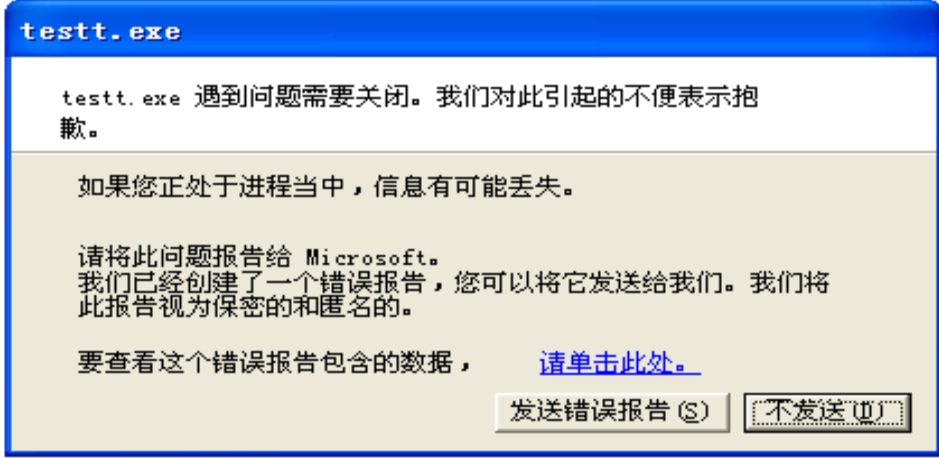 testt.exe
testt.exe 遇到问题需要关闭。我们对此引起的不便表示抱
歉。
如果您正处于进程当中，信息有可能丢失。
请将此问题报告给 Microsoft。
我们已经创建了一个错误报告，您可以将它发送给我们。我们将
此报告视为保密的和匿名的。
要查看这个错误报告包含的数据， 请单击此处。
发送错误报告(S) 不发送(D)